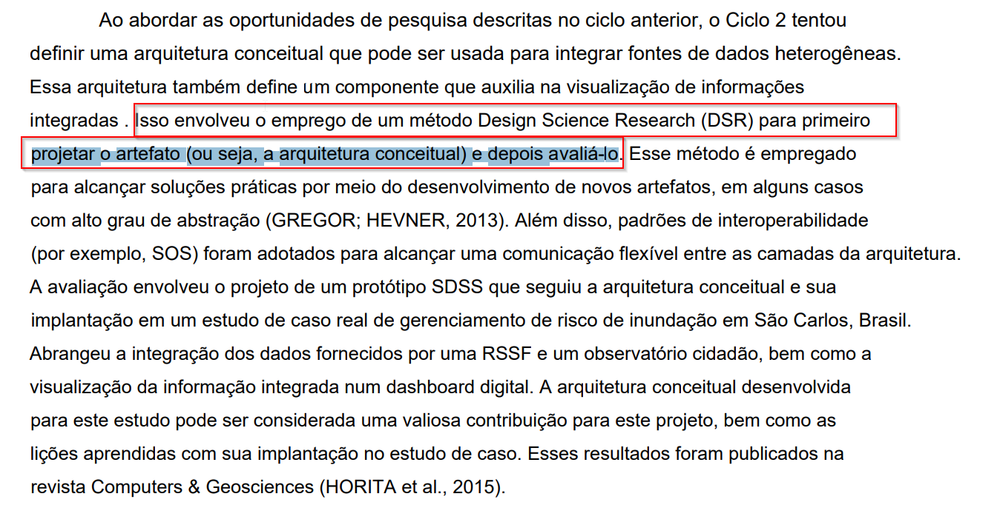 Ao abordar as oportunidades de pesquisa descritas no ciclo anterior, o Ciclo 2 tentou
definir uma arquitetura conceitual que pode ser usada para integrar fontes de dados heterogêneas.
Essa arquitetura também define um componente que auxilia na visualização de informações
integradas . Isso envolveu o emprego de um método Design Science Research (DSR) para primeiro
projetar o artefato (ou seja, a arquitetura conceitual) e depois avaliá-lo. Esse método é empregado
para alcançar soluções práticas por meio do desenvolvimento de novos artefatos, em alguns casos
com alto grau de abstração (GREGOR; HEVNER, 2013). Além disso, padrões de interoperabilidade
(por exemplo, SOS) foram adotados para alcançar uma comunicação flexível entre as camadas da arquitetura.
A avaliação envolveu o projeto de um protótipo SDSS que seguiu a arquitetura conceitual e sua
implantação em um estudo de caso real de gerenciamento de risco de inundação em São Carlos, Brasil.
Abrangeu a integração dos dados fornecidos por uma RSSF e um observatório cidadão, bem como a
visualização da informação integrada num dashboard digital. A arquitetura conceitual desenvolvida
para este estudo pode ser considerada uma valiosa contribuição para este projeto, bem como as
lições aprendidas com sua implantação no estudo de caso. Esses resultados foram publicados na
revista Computers & Geosciences (HORITA et al., 2015).